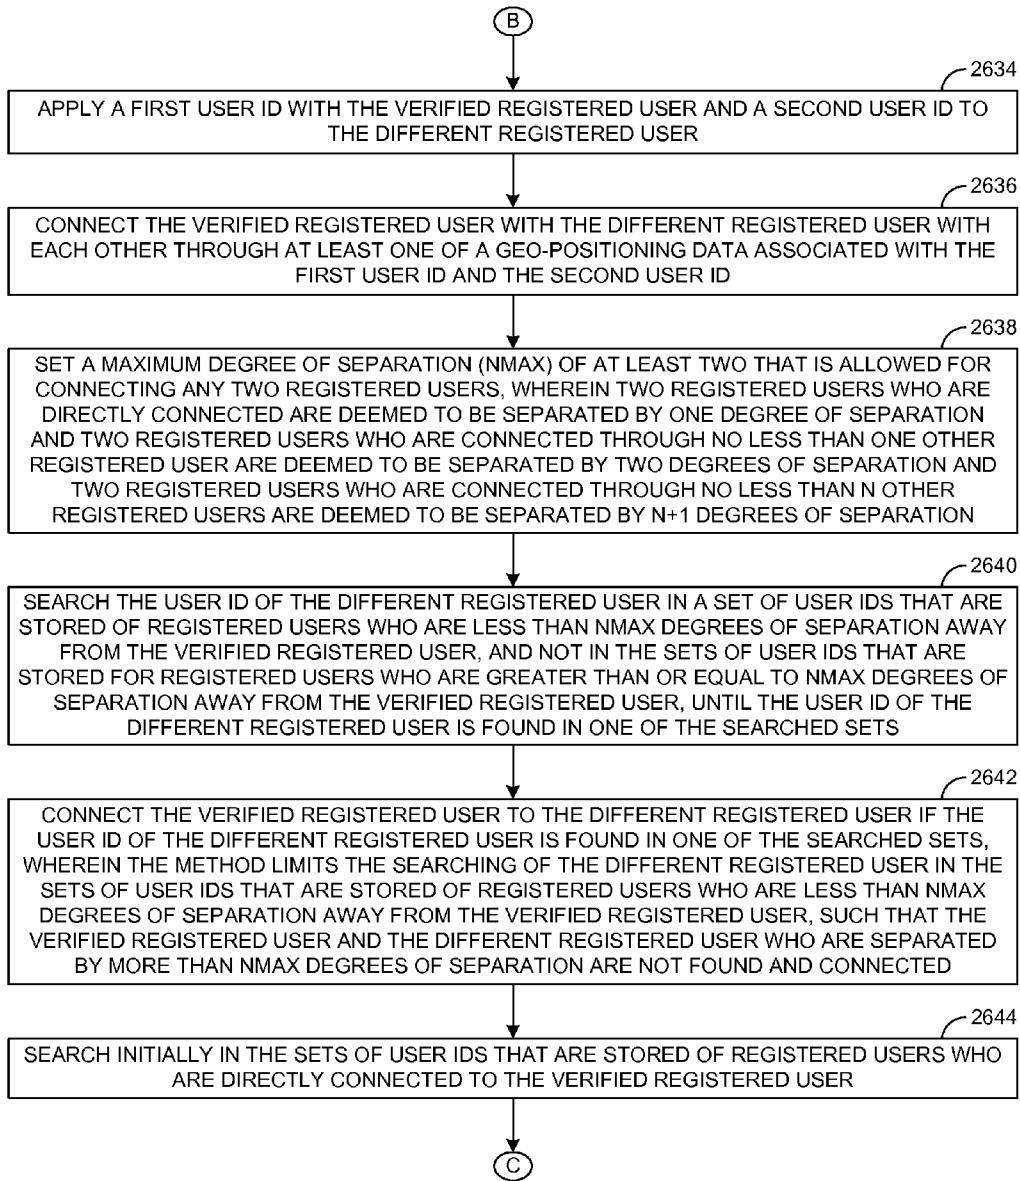 B
2634
APPLY A FIRST USER ID WITH THE VERIFIED REGISTERED USER AND A SECOND USER ID TO
THE DIFFERENT REGISTERED USER
2636
CONNECT THE VERIFIED REGISTERED USER WITH THE DIFFERENT REGISTERED USER WITH
EACH OTHER THROUGH AT LEAST ONE OF A GEO-POSITIONING DATA ASSOCIATED WITH THE
FIRST USER ID AND THE SECOND USER ID
2638
SET A MAXIMUM DEGREE OF SEPARATION (NMAX) OF AT LEAST TWO THAT IS ALLOWED FOR
CONNECTING ANY TWO REGISTERED USERS, WHEREIN TWO REGISTERED USERS WHO ARE
DIRECTLY CONNECTED ARE DEEMED TO BE SEPARATED BY ONE DEGREE OF SEPARATION
AND TWO REGISTERED USERS WHO ARE CONNECTED THROUGH NO LESS THAN ONE OTHER
REGISTERED USER ARE DEEMED TO BE SEPARATED BY TWO DEGREES OF SEPARATION AND
TWO REGISTERED USERS WHO ARE CONNECTED THROUGH NO LESS THAN N OTHER
REGISTERED USERS ARE DEEMED TO BE SEPARATED BY N+1 DEGREES OF SEPARATION
2640
SEARCH THE USER ID OF THE DIFFERENT REGISTERED USER IN A SET OF USER IDS THAT ARE
STORED OF REGISTERED USERS WHO ARE LESS THAN NMAX DEGREES OF SEPARATION AWAY
FROM THE VERIFIED REGISTERED USER, AND NOT IN THE SETS OF USER IDS THAT ARE
STORED FOR REGISTERED USERS WHO ARE GREATER THAN OR EQUAL TO NMAX DEGREES OF
SEPARATION AWAY FROM THE VERIFIED REGISTERED USER, UNTIL THE USER ID OF THE
DIFFERENT REGISTERED USER IS FOUND IN ONE OF THE SEARCHED SETS
2642
CONNECT THE VERIFIED REGISTERED USER TO THE DIFFERENT REGISTERED USER IF THE
USER ID OF THE DIFFERENT REGISTERED USER IS FOUND IN ONE OF THE SEARCHED SETS,
WHEREIN THE METHOD LIMITS THE SEARCHING OF THE DIFFERENT REGISTERED USER IN THE
SETS OF USER IDS THAT ARE STORED OF REGISTERED USERS WHO ARE LESS THAN NMAX
DEGREES OF SEPARATION AWAY FROM THE VERIFIED REGISTERED USER, SUCH THAT THE
VERIFIED REGISTERED USER AND THE DIFFERENT REGISTERED USER WHO ARE SEPARATED
BY MORE THAN NMAX DEGREES OF SEPARATION ARE NOT FOUND AND CONNECTED
2644
SEARCH INITIALLY IN THE SETS OF USER IDS THAT ARE STORED OF REGISTERED USERS WHO
ARE DIRECTLY CONNECTED TO THE VERIFIED REGISTERED USER
C